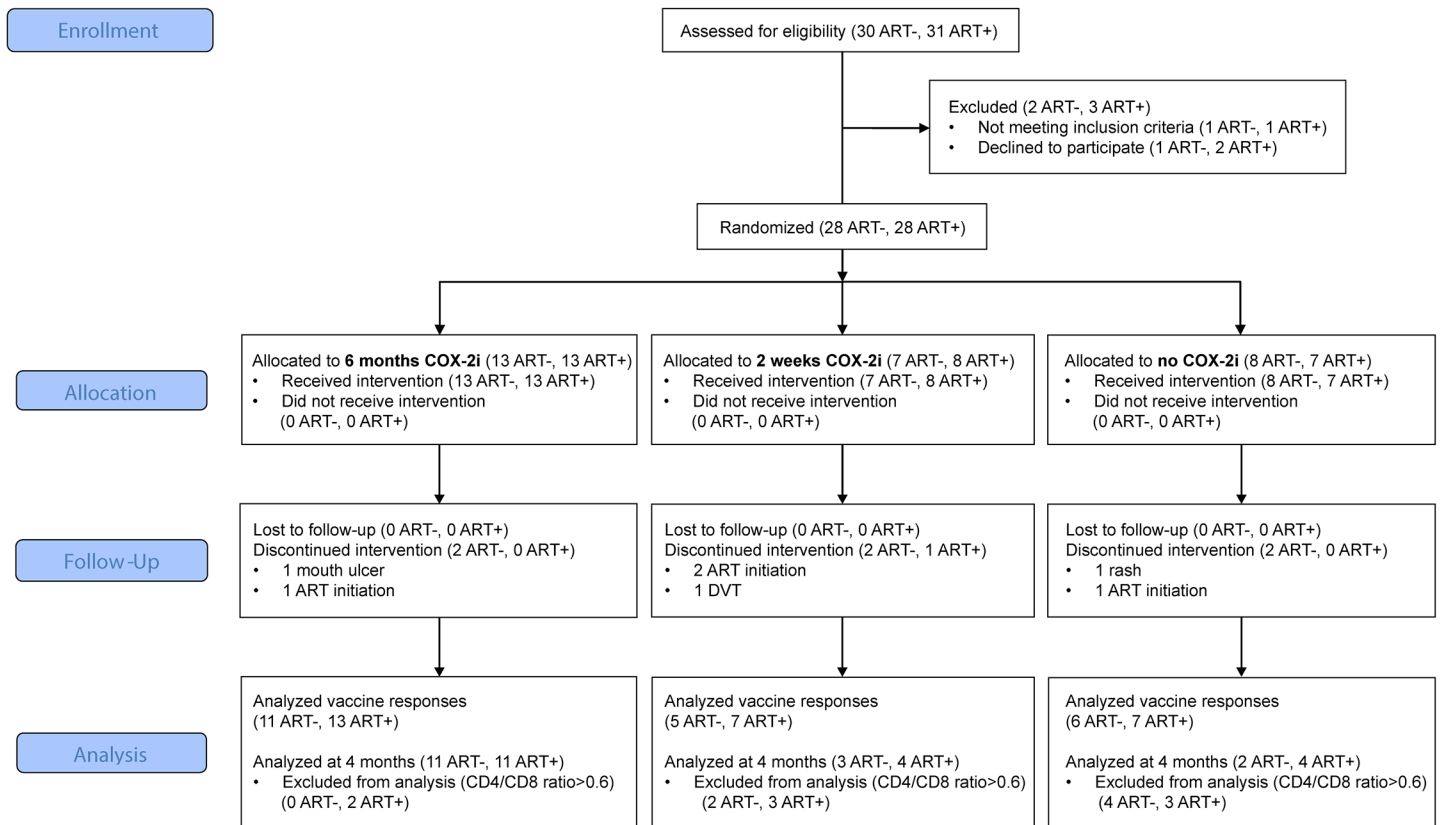 Enrollment
Assessed for eligibility (30 ART-, 31 ART+)
Excluded (2 ART-, 3 ART+)
• Not meeting inclusion criteria (1 ART-, 1 ART+)
• Declined to participate (1 ART-, 2 ART+)
Randomized (28 ART-, 28 ART+)
Allocation
Allocated to 6 months COX-2i (13 ART-, 13 ART+)
• Received intervention (13 ART-, 13 ART+)
• Did not receive intervention
(0 ART-, 0 ART+)
Allocated to 2 weeks COX-2i (7 ART-, 8 ART+)
• Received intervention (7 ART-, 8 ART+)
• Did not receive intervention
(0 ART-, 0 ART+)
Allocated to no COX-2i (8 ART-, 7 ART+)
• Received intervention (8 ART-, 7 ART+)
• Did not receive intervention
(0 ART-, 0 ART+)
Follow-Up
Lost to follow-up (0 ART-, 0 ART+)
Discontinued intervention (2 ART-, 0 ART+)
• 1 mouth ulcer
• 1 ART initiation
Lost to follow-up (0 ART-, 0 ART+)
Discontinued intervention (2 ART-, 1 ART+)
• 2 ART initiation
• 1 DVT
Lost to follow-up (0 ART-, 0 ART+)
Discontinued intervention (2 ART-, 0 ART+)
• 1 rash
• 1 ART initiation
Analysis
Analyzed vaccine responses
(11 ART-, 13 ART+)
Analyzed at 4 months (11 ART-, 11 ART+)
• Excluded from analysis (CD4/CD8 ratio>0.6)
(0 ART-, 2 ART+)
Analyzed vaccine responses
(5 ART-, 7 ART+)
Analyzed at 4 months (3 ART-, 4 ART+)
• Excluded from analysis (CD4/CD8 ratio>0.6)
(2 ART-, 3 ART+)
Analyzed vaccine responses
(6 ART-, 7 ART+)
Analyzed at 4 months (2 ART-, 4 ART+)
• Excluded from analysis (CD4/CD8 ratio>0.6)
(4 ART-, 3 ART+)